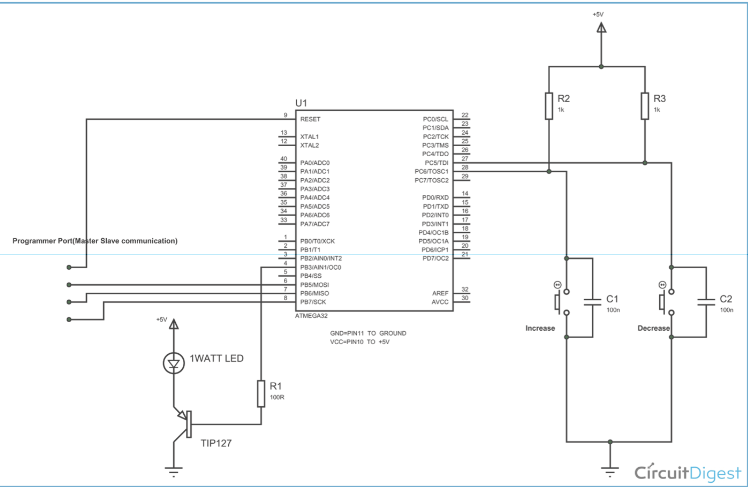 +5V
R2
1k
R3
1k
U1
9 RESET
13 XTAL1
12 XTAL2
40 PA0/ADC0
39 PA1/ADC1
38 PA2/ADC2
37 PA3/ADC3
36 PA4/ADC4
35 PA5/ADC5
34 PA6/ADC6
33 PA7/ADC7
1 PB0/T0/XCK
2 PB1/T1
3 PB2/AIN0/INT2
4 PB3/AIN1/OC0
5 PB4/SS
6 PB5/MOSI
7 PB6/MISO
8 PB7/SCK
PC0/SCL 22
PC1/SDA 23
PC2/TCK 24
PC3/TMS 25
PC4/TDO 26
PC5/TDI 27
PC6/TOSC1 28
PC7/TOSC2 29
PD0/RXD 14
PD1/TXD 15
PD2/INT0 16
PD3/INT1 17
PD4/OC1B 18
PD5/OC1A 19
PD6/ICP1 20
PD7/OC2 21
AREF 32
AVCC 30
ATMEGA32
Programmer Port(Master Slave communication)
GND=PIN11 TO GROUND
VCC=PIN10 TO +5V
+5V
1WATT LED
R1
100R
TIP127
Increase
C1
100n
Decrease
C2
100n
CircuitDigest